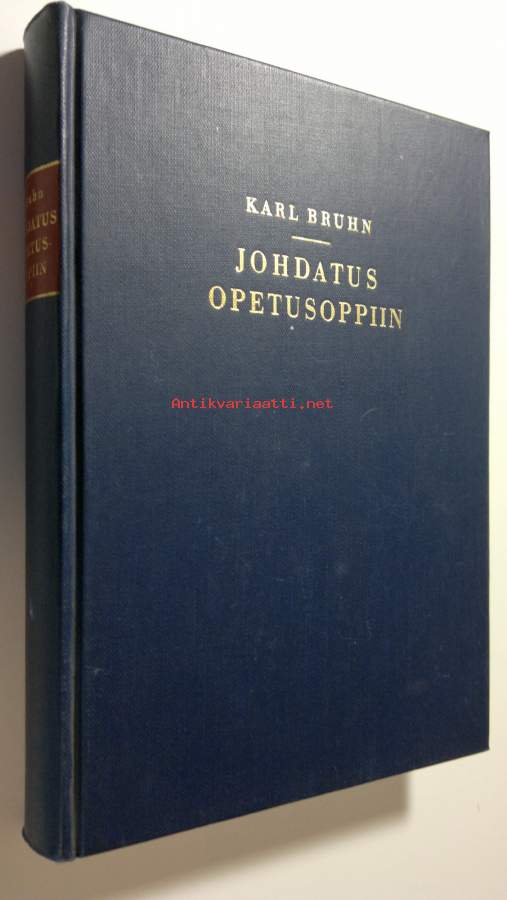 KARL BRUHN
JOHDATUS
OPETUSOPPIIN
Antikvariaatti.net